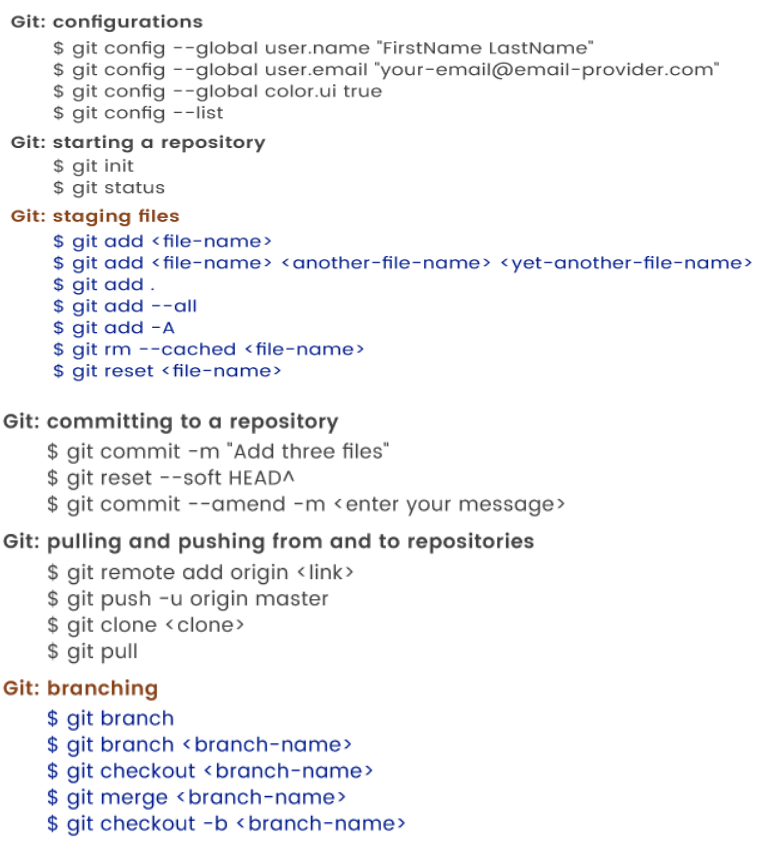 Git: configurations
$ git config --global user.name "FirstName LastName"
$ git config --global user.email "your-email@email-provider.com"
$ git config --global color.ui true
$ git config --list
Git: starting a repository
$ git init
$ git status
Git: staging files
$ git add <file-name>
$ git add <file-name> <another-file-name> <yet-another-file-name>
$ git add .
$ git add --all
$ git add -A
$ git rm --cached <file-name>
$ git reset <file-name>
Git: committing to a repository
$ git commit -m "Add three files"
$ git reset --soft HEAD^
$ git commit --amend -m <enter your message>
Git: pulling and pushing from and to repositories
$ git remote add origin <link>
$ git push -u origin master
$ git clone <clone>
$ git pull
Git: branching
$ git branch
$ git branch <branch-name>
$ git checkout <branch-name>
$ git merge <branch-name>
$ git checkout -b <branch-name>